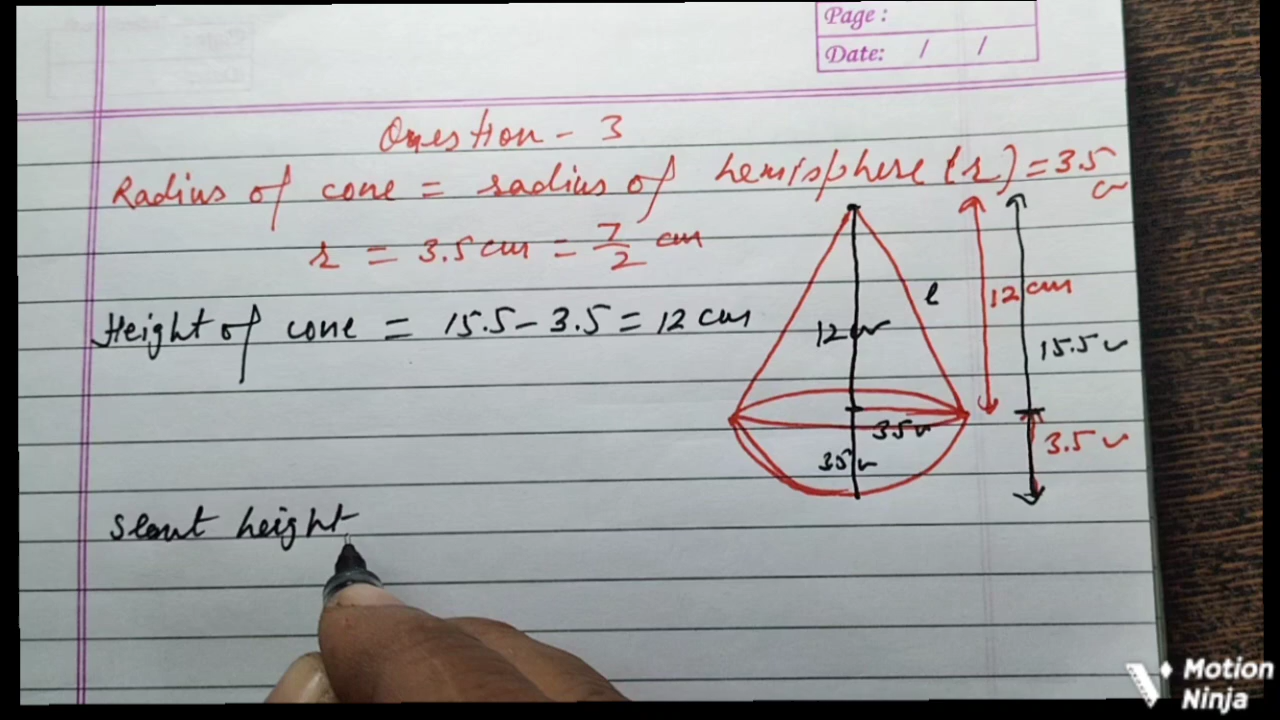 Page :
Date: / /
Question - 3
Radius of cone = radius of hemisphere (r) = 3.5 cm
r = 3.5 cm = 7/2 cm
Height of cone = 15.5 - 3.5 = 12 cm
l
12 cm
12 cm
15.5 cm
3.5 cm
3.5 cm
3.5 cm
Slant height
Motion
Ninja